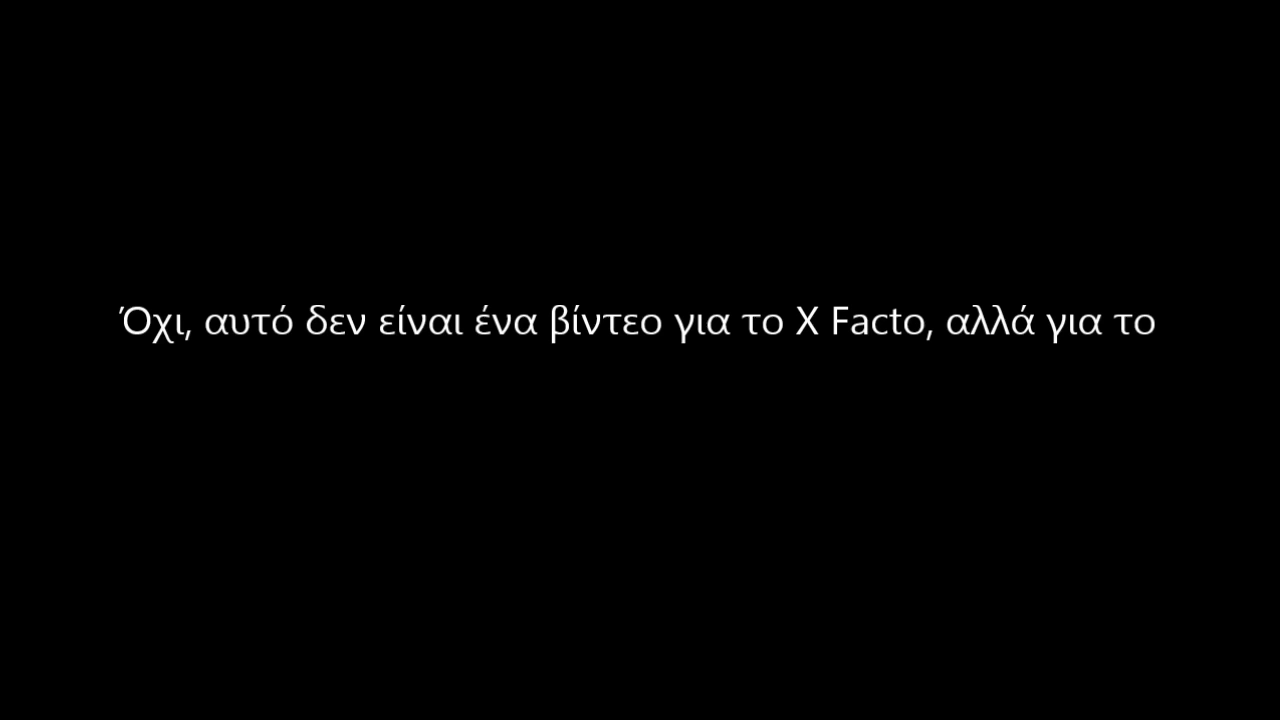 Όχι, αυτό δεν είναι ένα βίντεο για το X Facto, αλλά για το